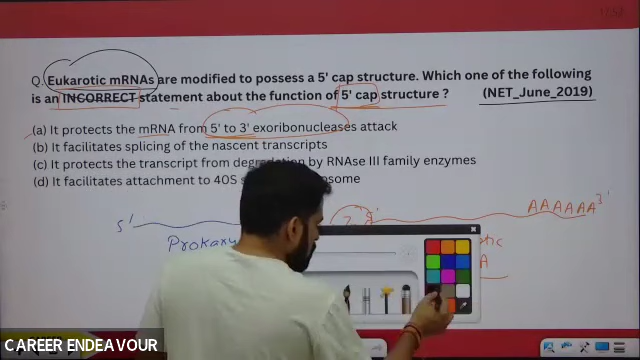 Q. Eukarotic mRNAs are modified to possess a 5' cap structure. Which one of the following
is an INCORRECT statement about the function of 5' cap structure ? (NET_June_2019)
(a) It protects the mRNA from 5' to 3' exoribonucleases attack
(b) It facilitates splicing of the nascent transcripts
(c) It protects the transcript from degradation by RNAse III family enzymes
(d) It facilitates attachment to 40S
AAAAAA 3'
5'
Prokary
CAREER ENDEAVOUR